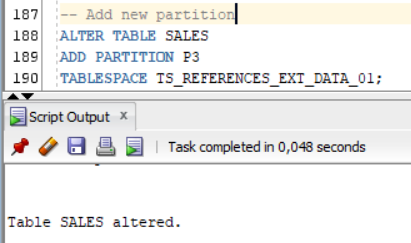 187 -- Add new partition
188 ALTER TABLE SALES
189 ADD PARTITION P3
190 TABLESPACE TS_REFERENCES_EXT_DATA_01;
Script Output x
Task completed in 0,048 seconds
Table SALES altered.